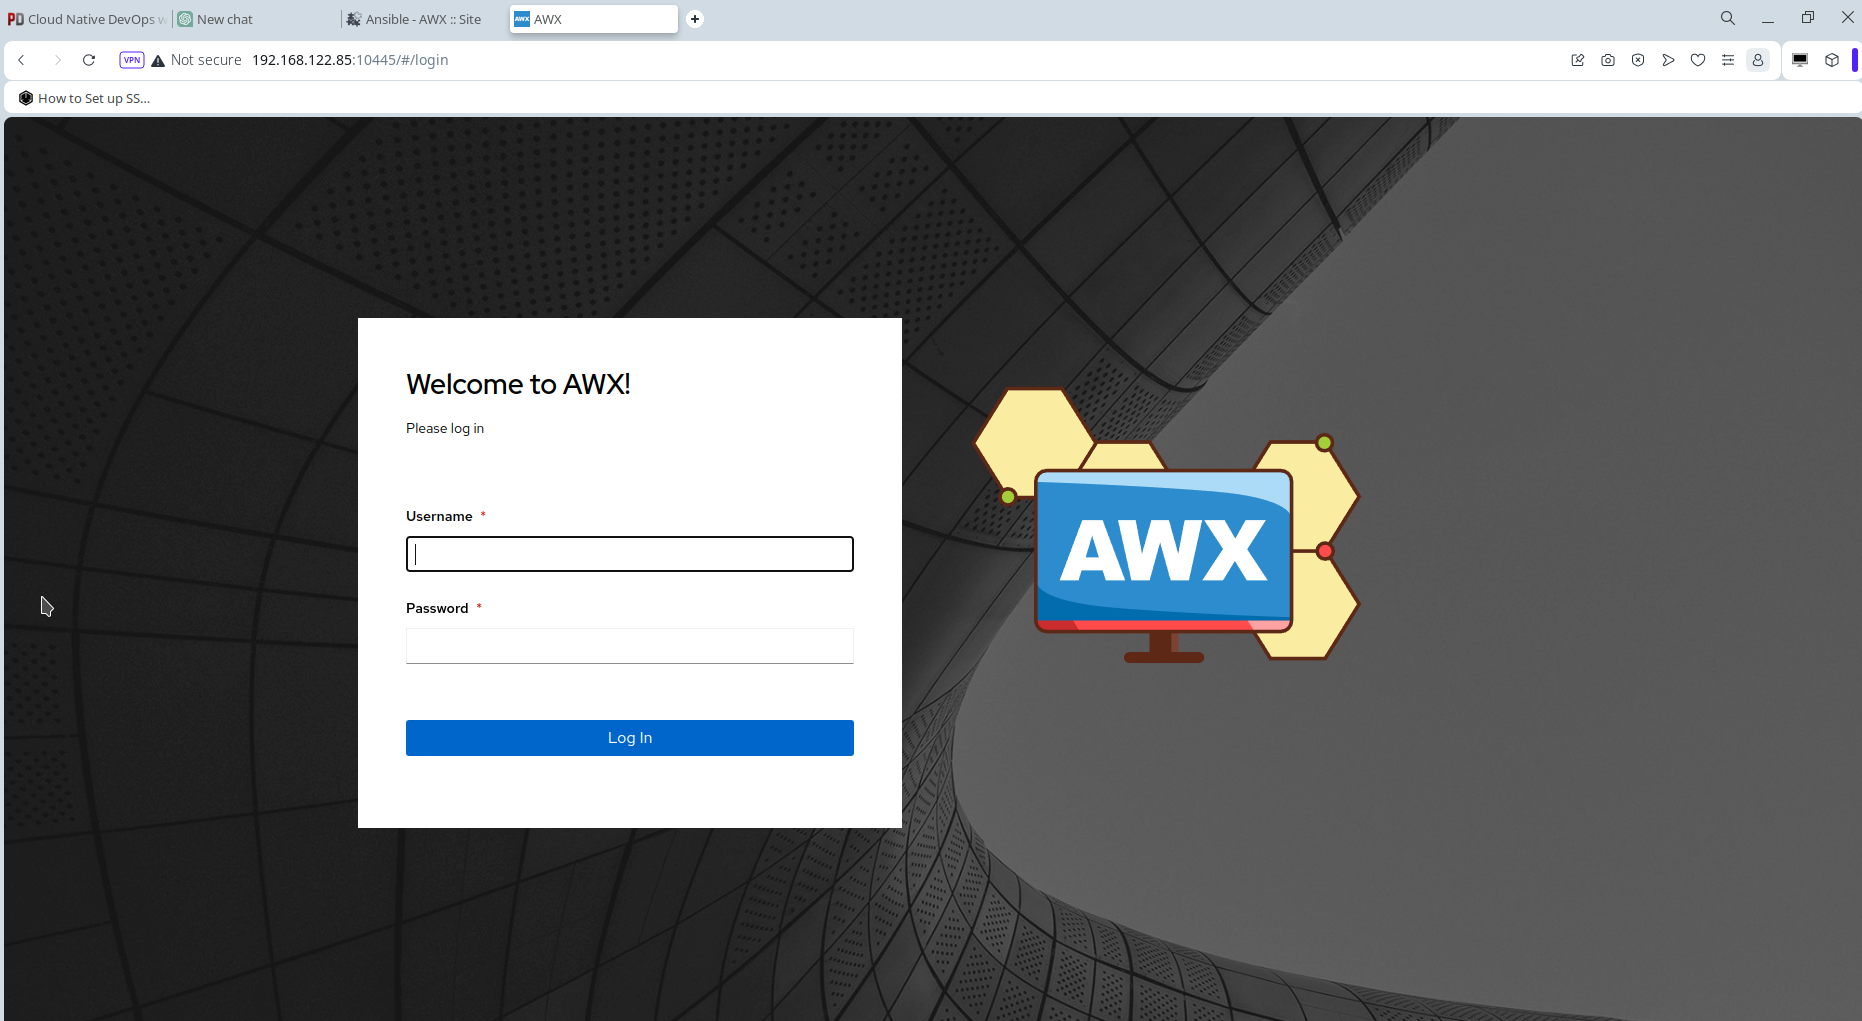 PD Cloud Native DevOps w
New chat
Ansible - AWX :: Site
AWX AWX
VPN Not secure 192.168.122.85:10445/#/login
How to Set up SS...
Welcome to AWX!
Please log in
Username *
Password *
Log In
AWX